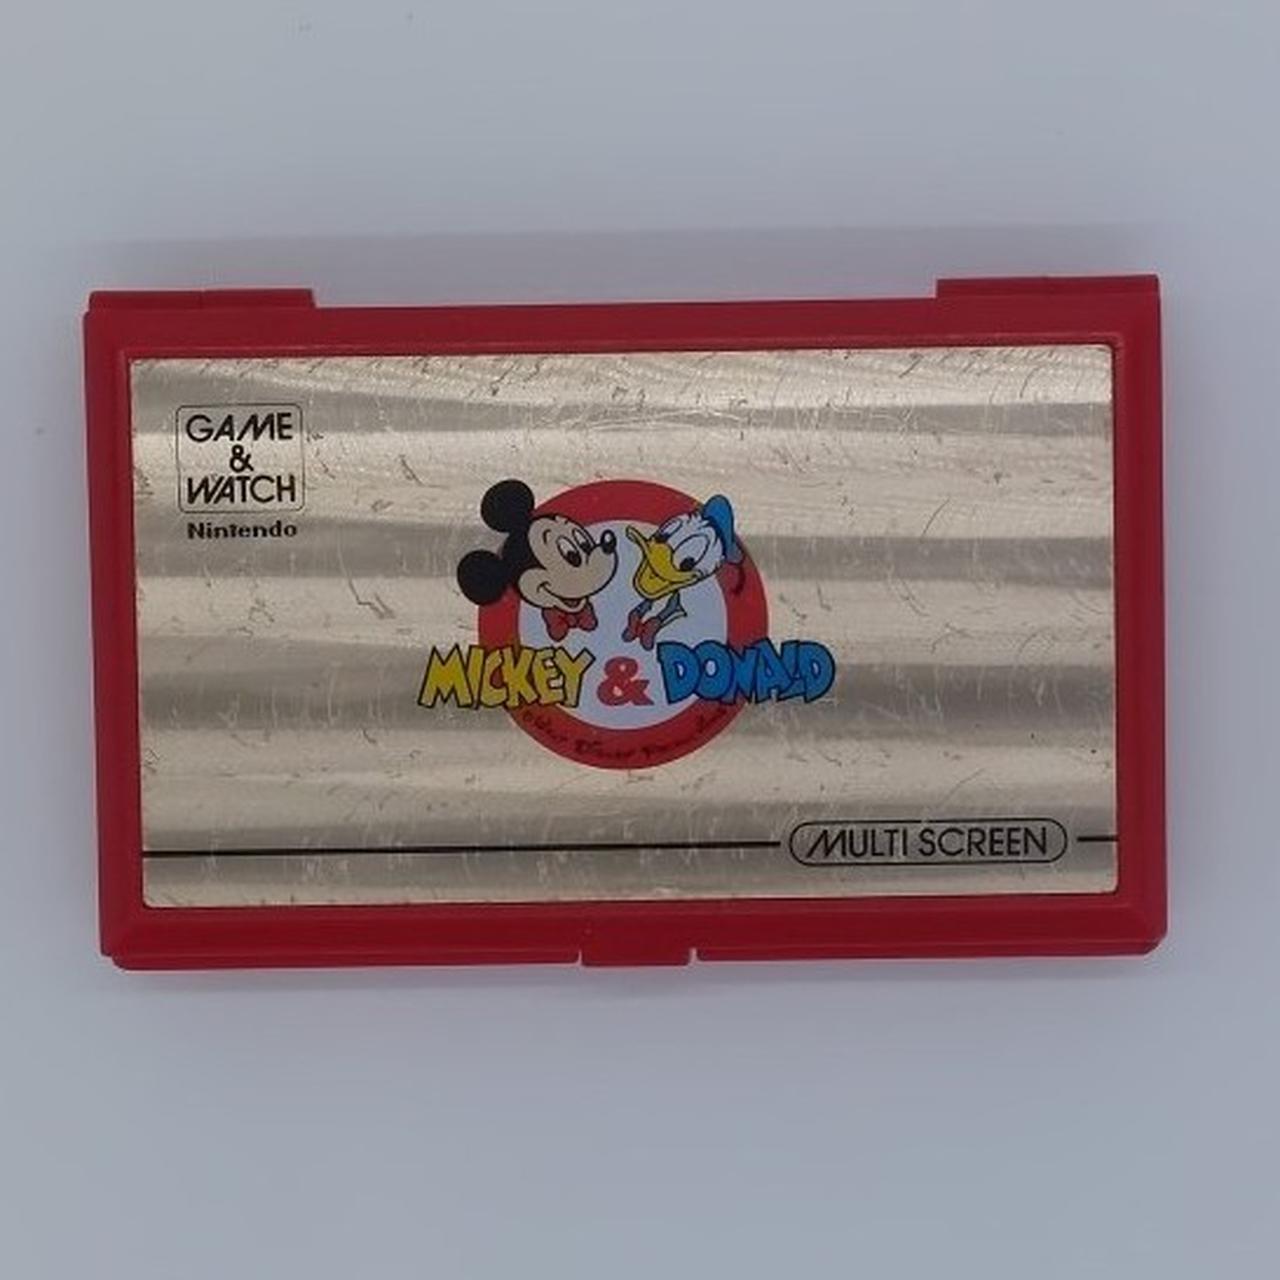 GAME
&
WATCH
Nintendo
MICKEY & DONALD
MULTI SCREEN